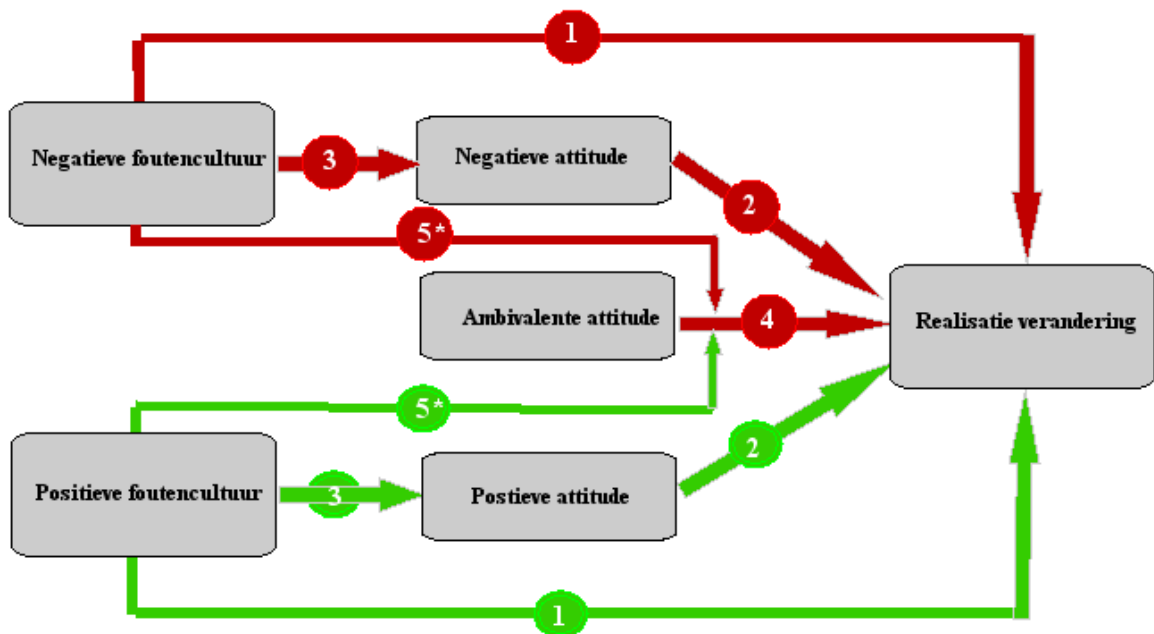 1
Negatieve foutencultuur
3
Negatieve attitude
2
5*
Ambivalente attitude
4
Realisatie verandering
5*
Positieve foutencultuur
3
Postieve attitude
2
1